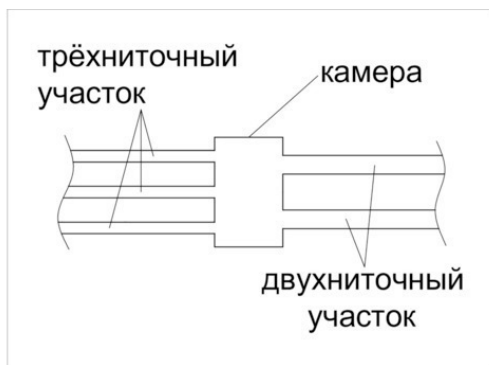 трёхниточный
участок
камера
двухниточный
участок